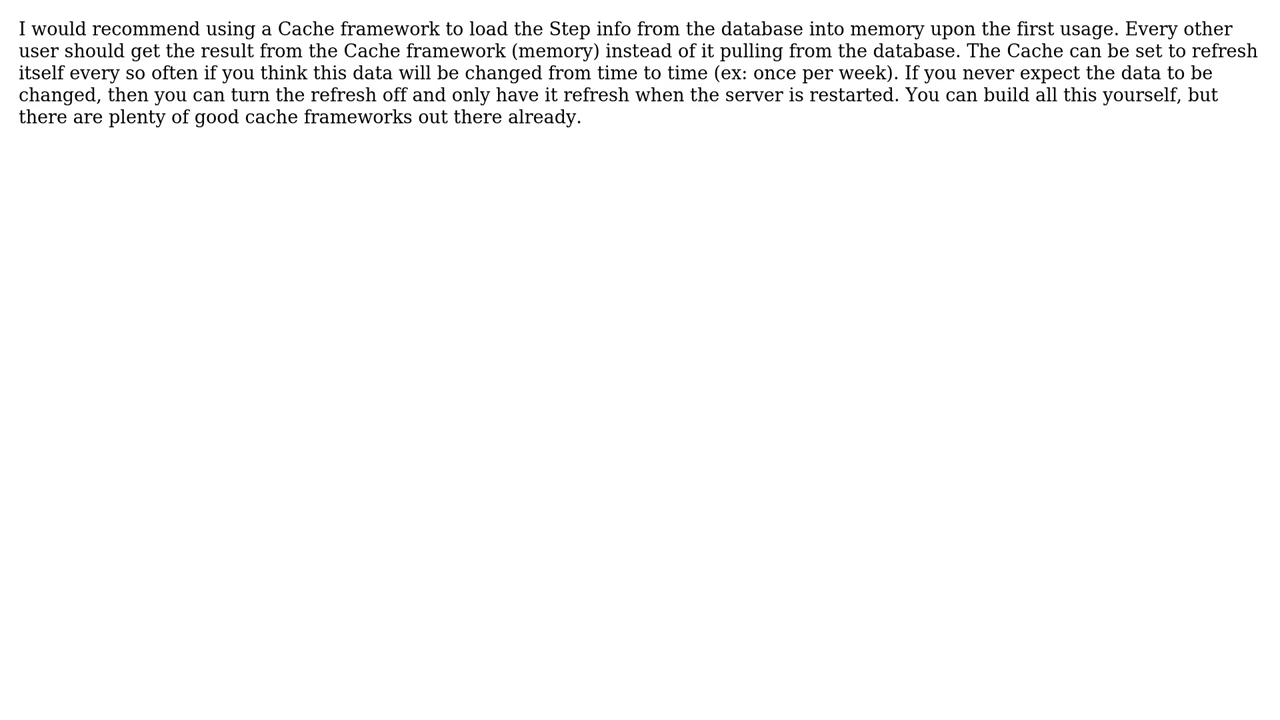 I would recommend using a Cache framework to load the Step info from the database into memory upon the first usage. Every other
user should get the result from the Cache framework (memory) instead of it pulling from the database. The Cache can be set to refresh
itself every so often if you think this data will be changed from time to time (ex: once per week). If you never expect the data to be
changed, then you can turn the refresh off and only have it refresh when the server is restarted. You can build all this yourself, but
there are plenty of good cache frameworks out there already.